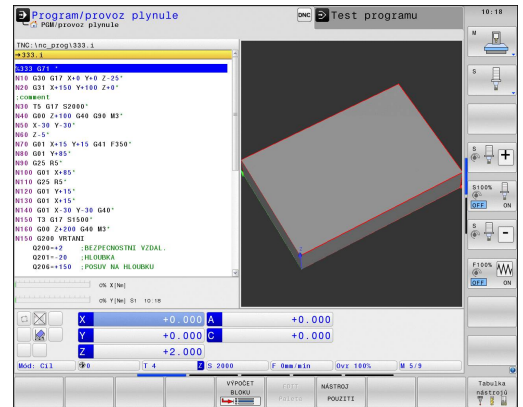 Program/provoz plynule
PGM/provoz plynule
DNC
Test programu
10:18
TNC:\nc_prog\333.i
→333.i
%333 G71 *
N10 G30 G17 X+0 Y+0 Z-25*
N20 G31 X+150 Y+100 Z+0*
;comment
N30 T5 G17 S2000*
N40 G00 Z+100 G40 G90 M3*
N50 X-30 Y-30*
N60 Z-5*
N70 G01 X+15 Y+15 G41 F350*
N80 G01 Y+85*
N90 G25 R5*
N100 G01 X+85*
N110 G25 R5*
N120 G01 Y+15*
N130 G01 X+15*
N140 G01 X-30 Y-30 G40*
N150 T3 G17 S1500*
N160 G00 Z+200 G40 M3*
N150 G200 VRTANI
Q200=+2 ;BEZPECNOSTNI VZDAL.
Q201=-20 ;HLOUBKA
Q206=+150 ;POSUV NA HLOUBKU
0% X[Nm]
0% Y[Nm] S1 10:18
X +0.000 A +0.000
Y +0.000 C +0.000
Z +2.000
Mód: Cíl
0
T 4
Z S 2000
F 0mm/min
Ovr 100%
M 5/9
VÝPOČET
BLOKU
NÁSTROJ
POUZITI
Tabulka
nástrojů
M
S
S
S100%
OFF ON
S
F100%
OFF ON